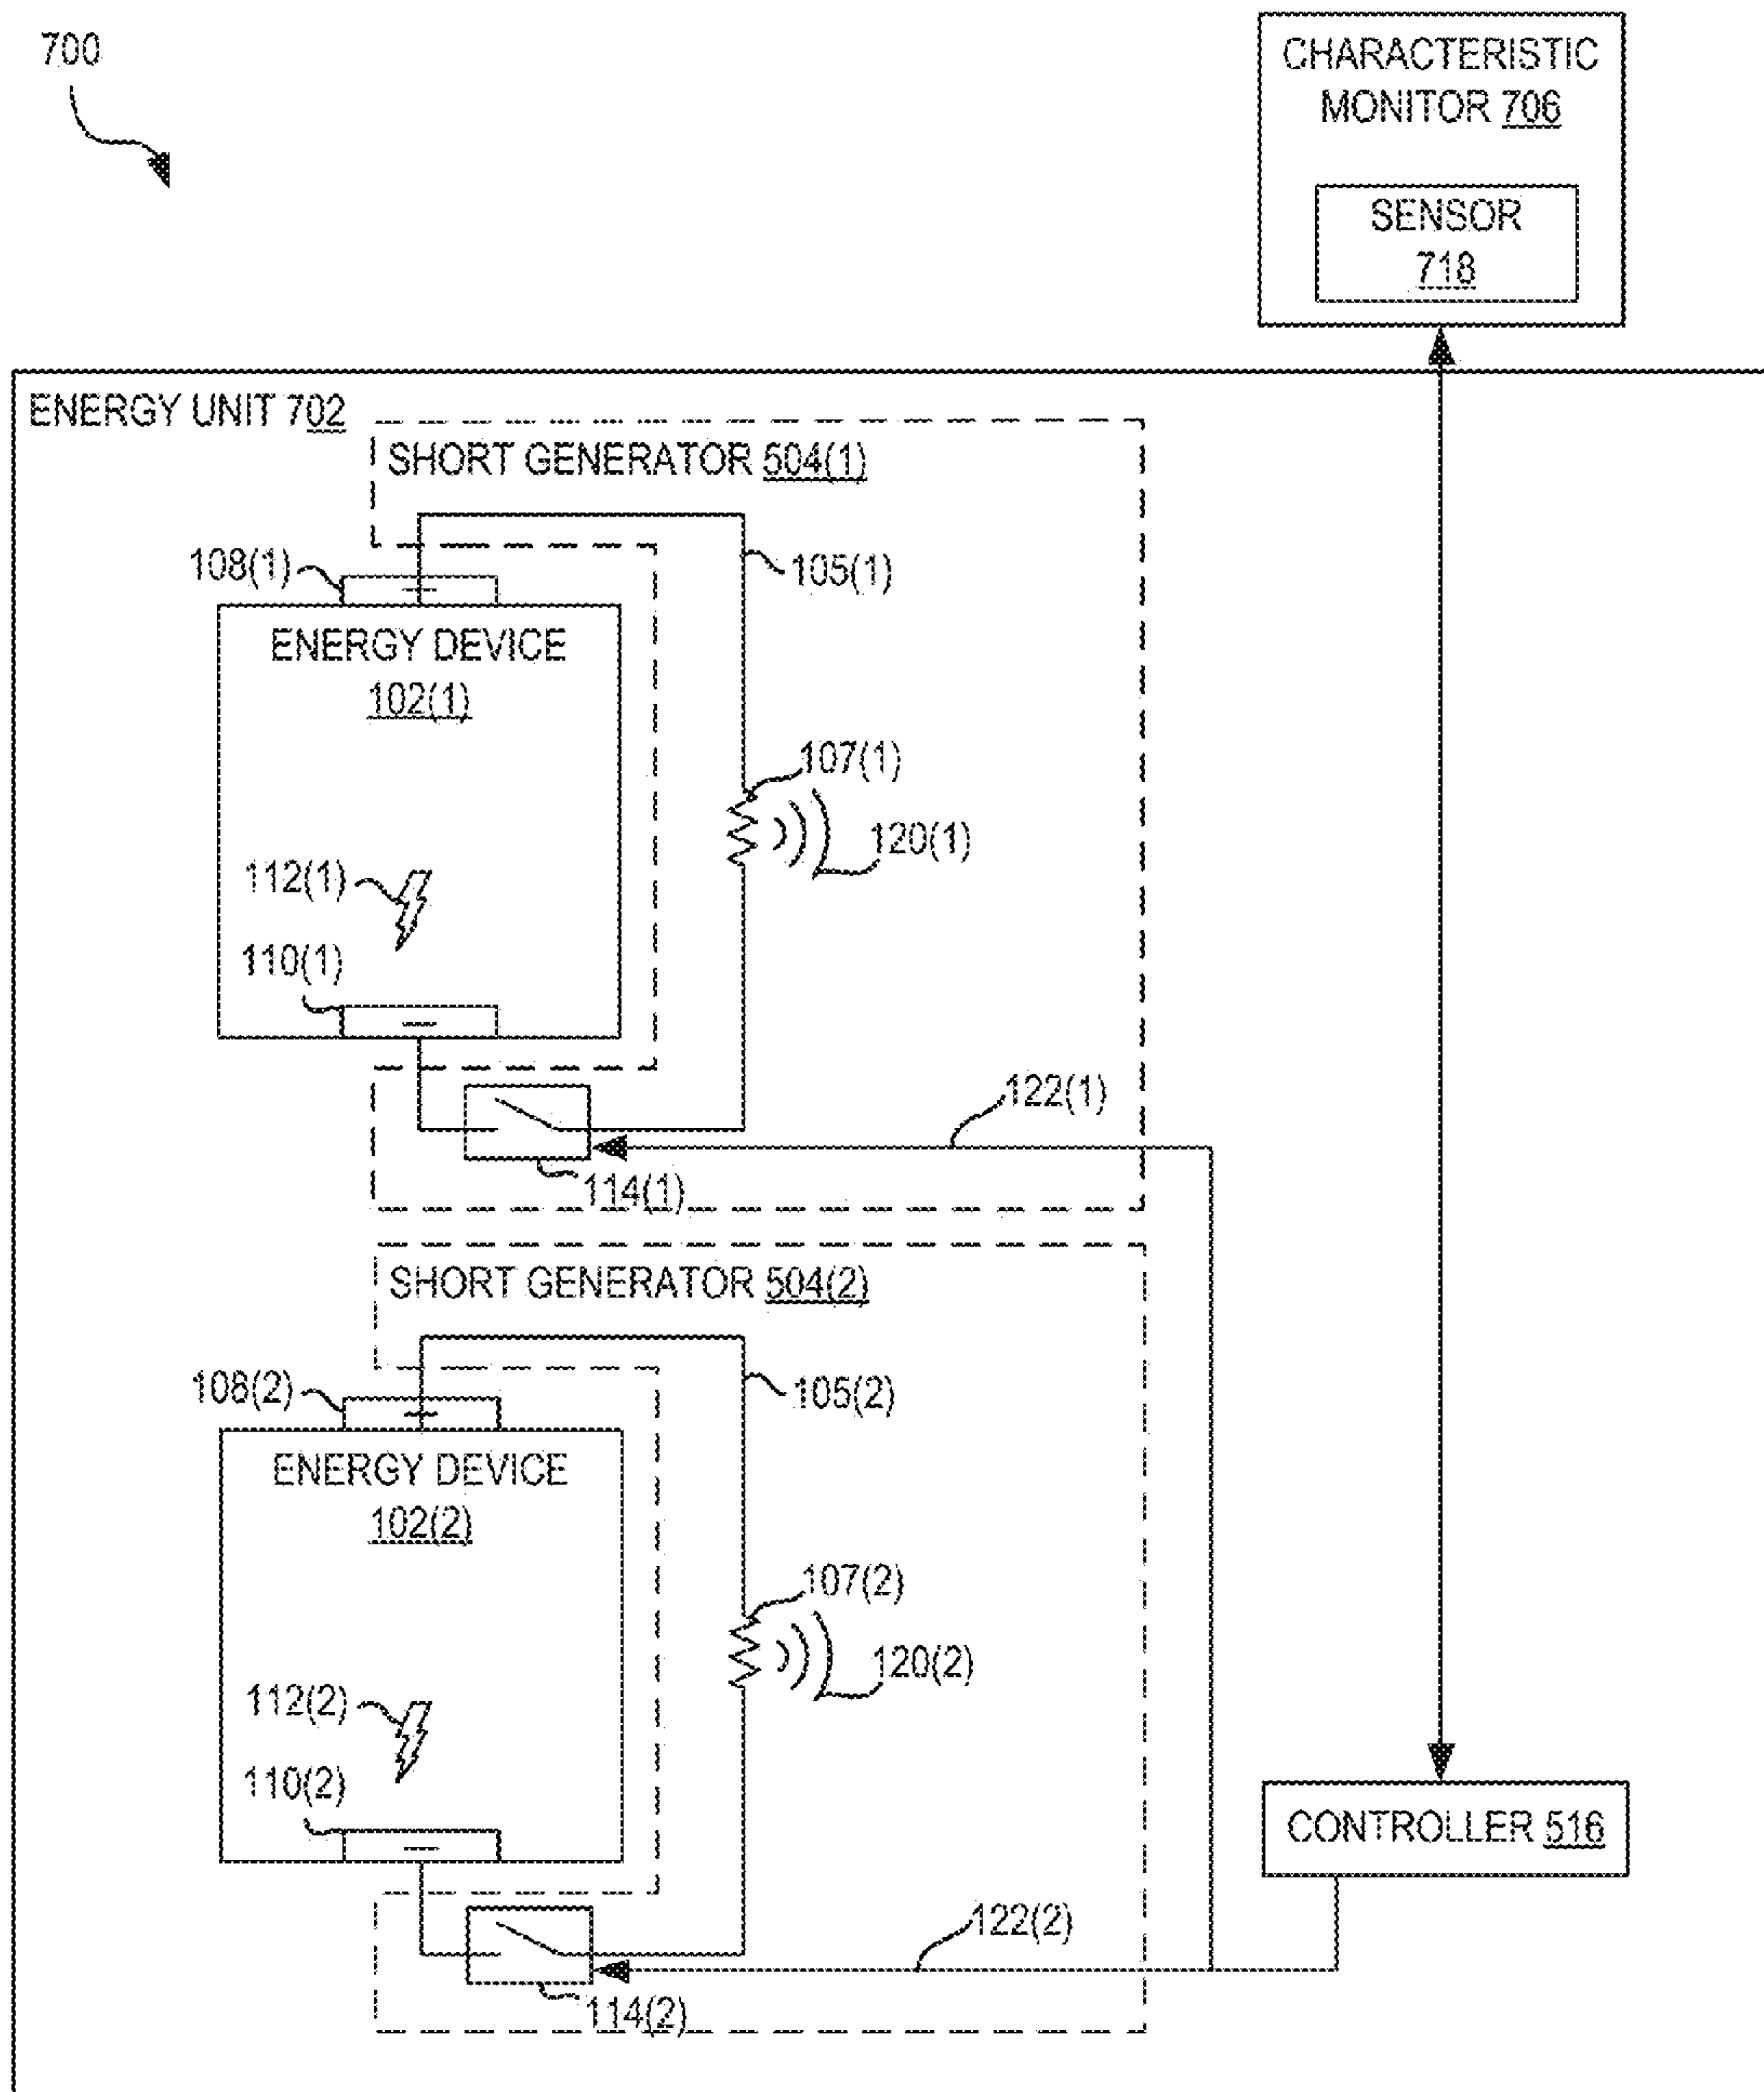 700
CHARACTERISTIC
MONITOR 706
SENSOR
718
ENERGY UNIT 702
SHORT GENERATOR 504(1)
108(1)
105(1)
ENERGY DEVICE
102(1)
107(1)
120(1)
112(1)
110(1)
122(1)
114(1)
SHORT GENERATOR 504(2)
108(2)
105(2)
ENERGY DEVICE
102(2)
107(2)
120(2)
112(2)
110(2)
CONTROLLER 516
122(2)
114(2)